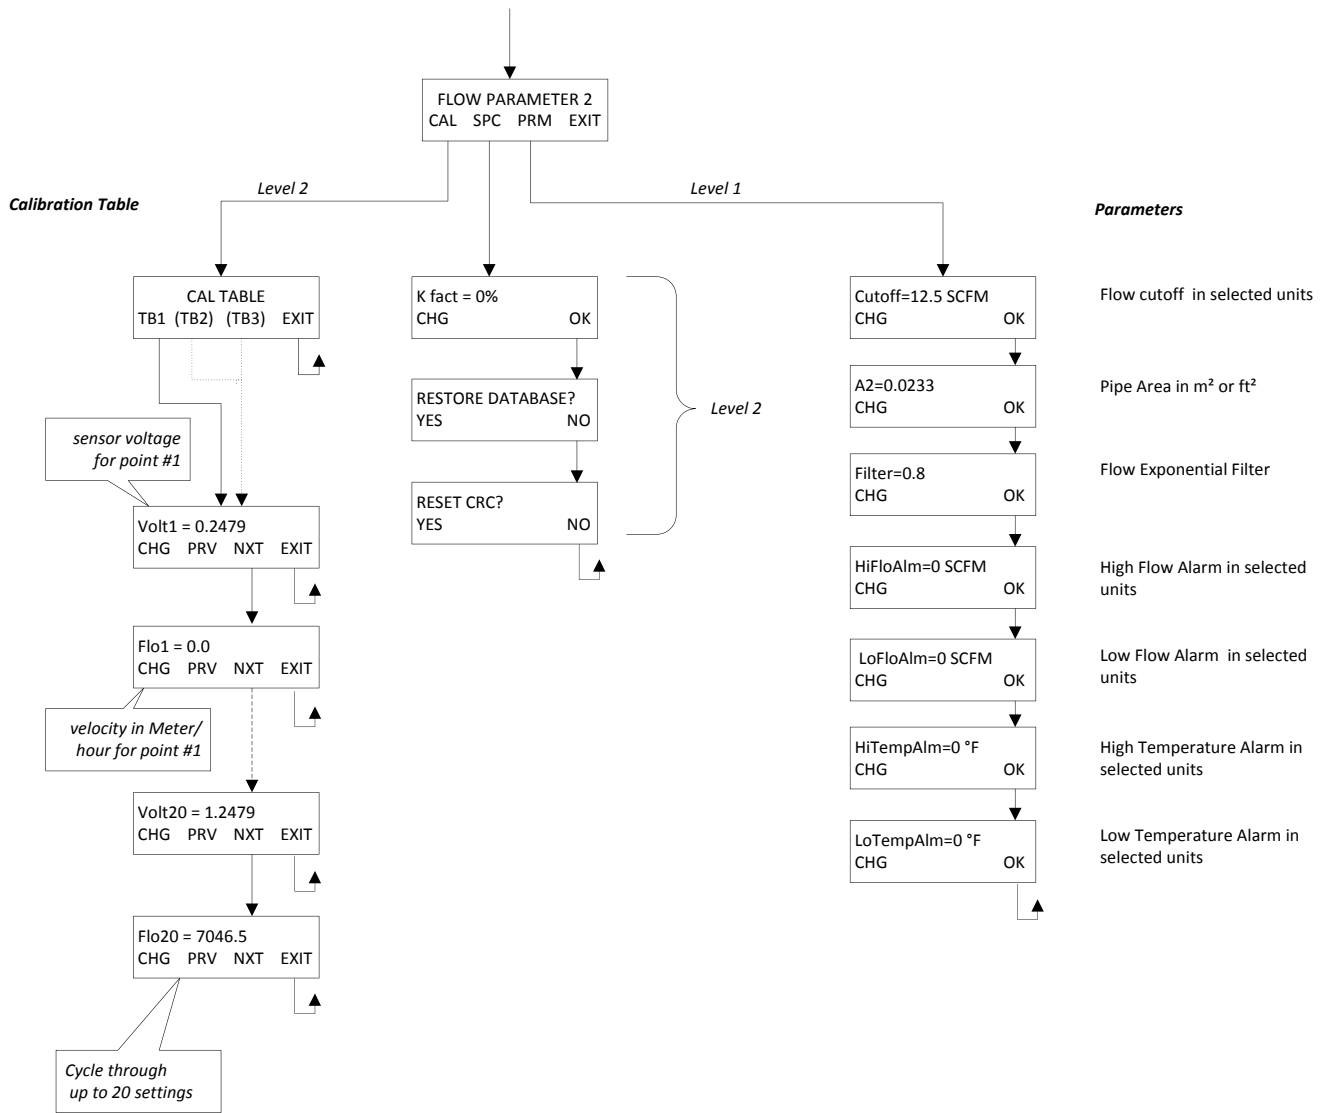 FLOW PARAMETER 2
CAL SPC PRM EXIT
Level 2
Level 1
Calibration Table
Parameters
CAL TABLE
TB1 (TB2) (TB3) EXIT
sensor voltage
for point #1
Volt1 = 0.2479
CHG PRV NXT EXIT
Flo1 = 0.0
CHG PRV NXT EXIT
velocity in Meter/
hour for point #1
Volt20 = 1.2479
CHG PRV NXT EXIT
Flo20 = 7046.5
CHG PRV NXT EXIT
Cycle through
up to 20 settings
K fact = 0%
CHG OK
RESTORE DATABASE?
YES NO
RESET CRC?
YES NO
Level 2
Cutoff=12.5 SCFM
CHG OK
Flow cutoff in selected units
A2=0.0233
CHG OK
Pipe Area in m² or ft²
Filter=0.8
CHG OK
Flow Exponential Filter
HiFloAlm=0 SCFM
CHG OK
High Flow Alarm in selected
units
LoFloAlm=0 SCFM
CHG OK
Low Flow Alarm in selected
units
HiTempAlm=0 °F
CHG OK
High Temperature Alarm in
selected units
LoTempAlm=0 °F
CHG OK
Low Temperature Alarm in
selected units